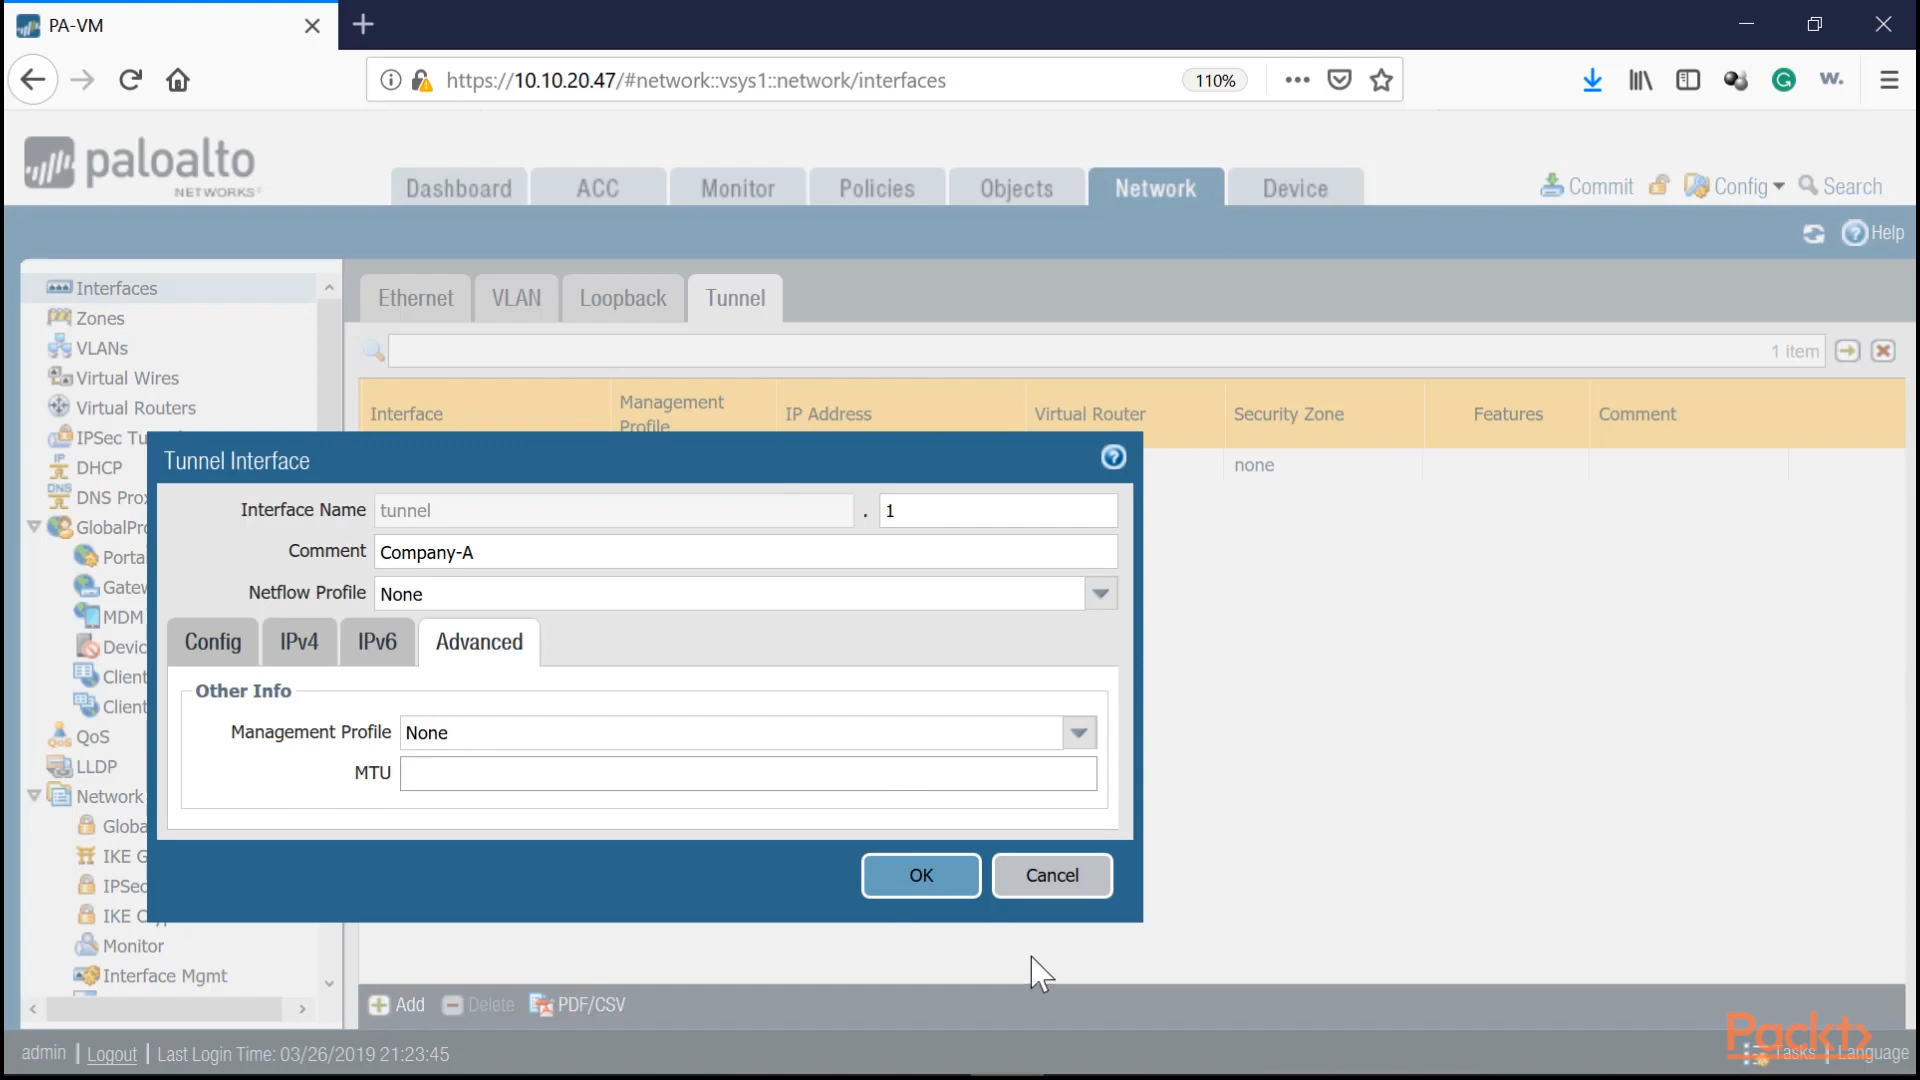 PA-VM
https://10.10.20.47/#network::vsys1::network/interfaces
110%
w.
paloalto
NETWORKS
Dashboard
ACC
Monitor
Policies
Objects
Network
Device
Commit
Config
Search
Help
Interfaces
Zones
VLANs
Virtual Wires
Virtual Routers
IPSec Tu
DHCP
DNS Prox
GlobalPro
Porta
Gatew
MDM
Devic
Client
Client
QoS
LLDP
Network
Globa
IKE G
IPSec
IKE C
Monitor
Interface Mgmt
Ethernet
VLAN
Loopback
Tunnel
1 item
Interface
Management
Profile
IP Address
Virtual Router
Security Zone
Features
Comment
none
Tunnel Interface
Interface Name
tunnel
.
1
Comment
Company-A
Netflow Profile
None
Config
IPv4
IPv6
Advanced
Other Info
Management Profile
None
MTU
OK
Cancel
Add
Delete
PDF/CSV
admin | Logout | Last Login Time: 03/26/2019 21:23:45
Packt>
Tasks | Language